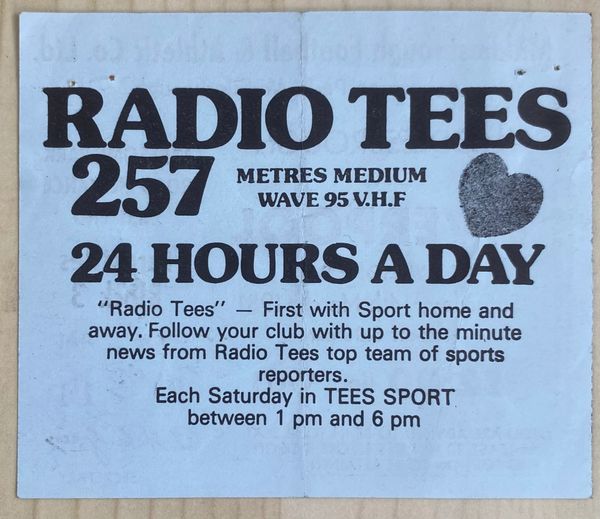 RADIO TEES
257 METRES MEDIUM
WAVE 95 V.H.F
24 HOURS A DAY
"Radio Tees" — First with Sport home and
away. Follow your club with up to the minute
news from Radio Tees top team of sports
reporters.
Each Saturday in TEES SPORT
between 1 pm and 6 pm